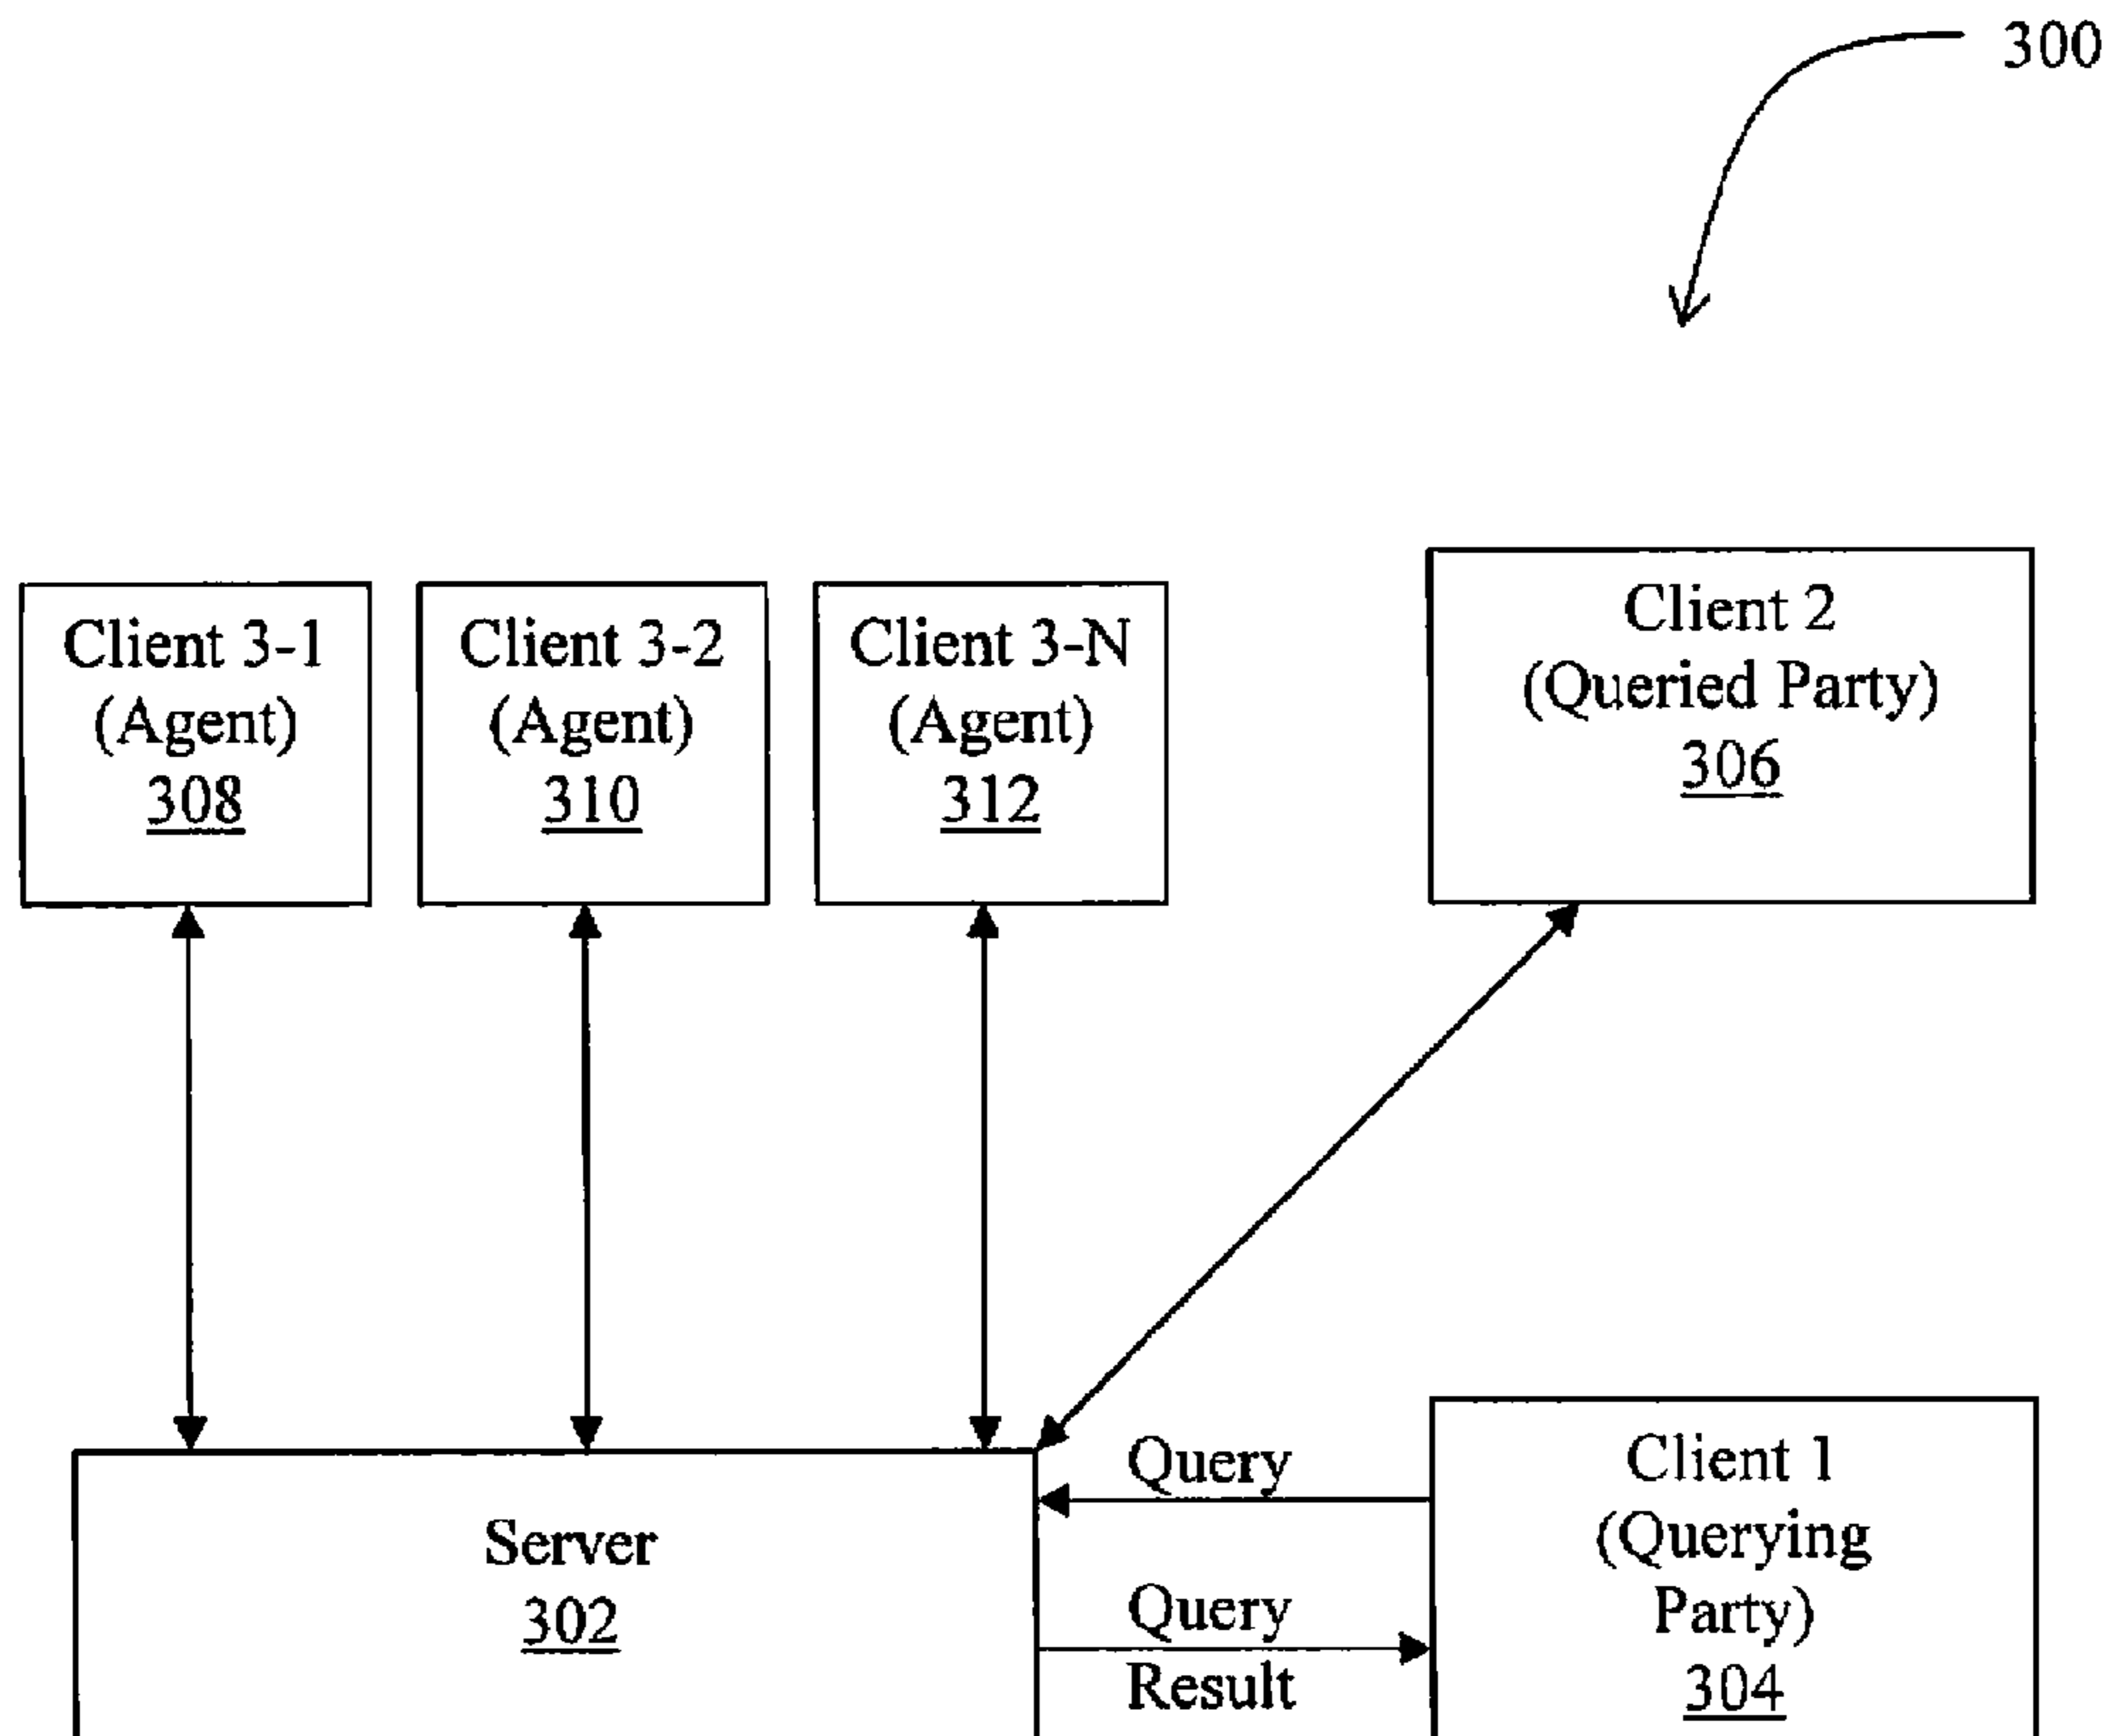 300
Client 3-1
(Agent)
308
Client 3-2
(Agent)
310
Client 3-N
(Agent)
312
Client 2
(Queried Party)
306
Server
302
Query
Query
Result
Client 1
(Querying
Party)
304